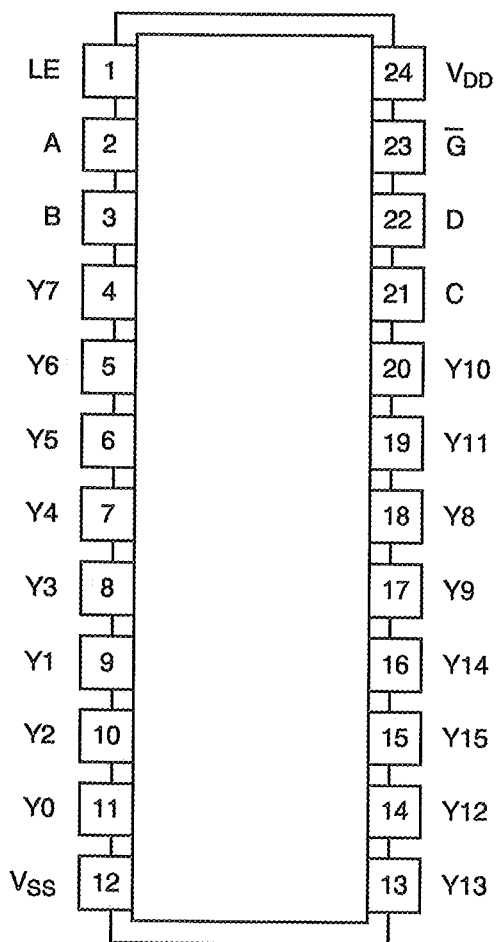 LE 1 24 V_DD
A 2 23 G̅
B 3 22 D
Y7 4 21 C
Y6 5 20 Y10
Y5 6 19 Y11
Y4 7 18 Y8
Y3 8 17 Y9
Y1 9 16 Y14
Y2 10 15 Y15
Y0 11 14 Y12
V_SS 12 13 Y13